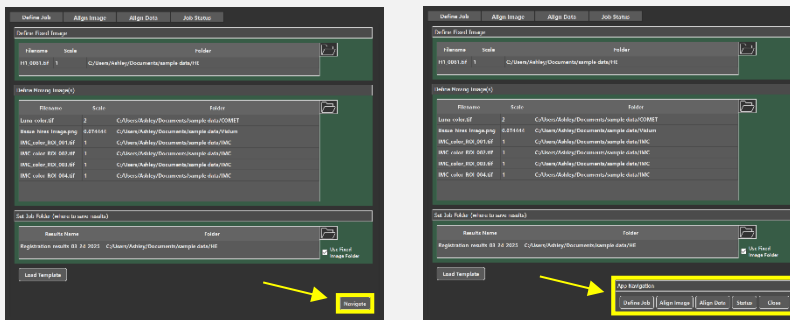 Define Job Align Image Align Data Job Status
Define Fixed Image
Filename Scale Folder
H1_0001.tif 1 C:/Users/Ashley/Documents/sample data/HE
Define Moving Image(s)
Filename Scale Folder
Luna color.tif 2 C:/Users/Ashley/Documents/sample data/COMET
Tissue Hires Image.png 0.074444 C:/Users/Ashley/Documents/sample data/Visium
IMC_color_ROI_001.tif 1 C:/Users/Ashley/Documents/sample data/IMC
IMC_color_ROI_002.tif 1 C:/Users/Ashley/Documents/sample data/IMC
IMC_color_ROI_003.tif 1 C:/Users/Ashley/Documents/sample data/IMC
IMC_color_ROI_004.tif 1 C:/Users/Ashley/Documents/sample data/IMC
Set Job Folder (where to save results)
Results Name Folder
Registration results 03 24 2023 C:/Users/Ashley/Documents/sample data/HE
Use Fixed
Image Folder
Load Template
Navigate
Define Job Align Image Align Data Job Status
Define Fixed Image
Filename Scale Folder
H1_0001.tif 1 C:/Users/Ashley/Documents/sample data/HE
Define Moving Image(s)
Filename Scale Folder
Luna color.tif 2 C:/Users/Ashley/Documents/sample data/COMET
Tissue Hires Image.png 0.074444 C:/Users/Ashley/Documents/sample data/Visium
IMC_color_ROI_001.tif 1 C:/Users/Ashley/Documents/sample data/IMC
IMC_color_ROI_002.tif 1 C:/Users/Ashley/Documents/sample data/IMC
IMC_color_ROI_003.tif 1 C:/Users/Ashley/Documents/sample data/IMC
IMC_color_ROI_004.tif 1 C:/Users/Ashley/Documents/sample data/IMC
Set Job Folder (where to save results)
Results Name Folder
Registration results 03 24 2023 C:/Users/Ashley/Documents/sample data/HE
Use Fixed
Image Folder
Load Template
App Navigation
Define Job Align Image Align Data Status Close